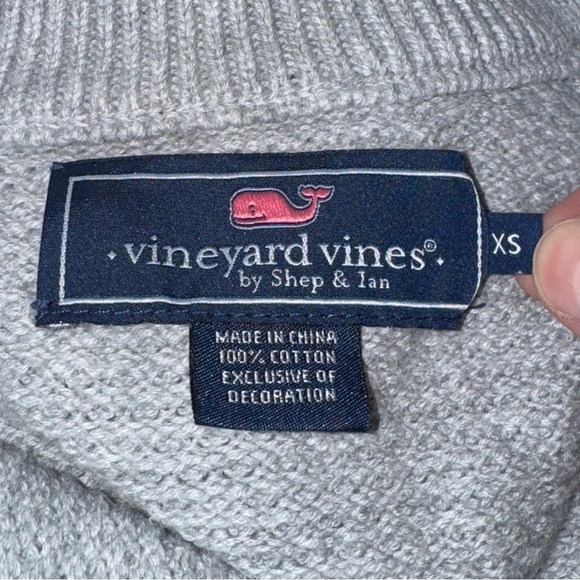 · vineyard vines® ·
by Shep & Ian
XS
MADE IN CHINA
100% COTTON
EXCLUSIVE OF
DECORATION